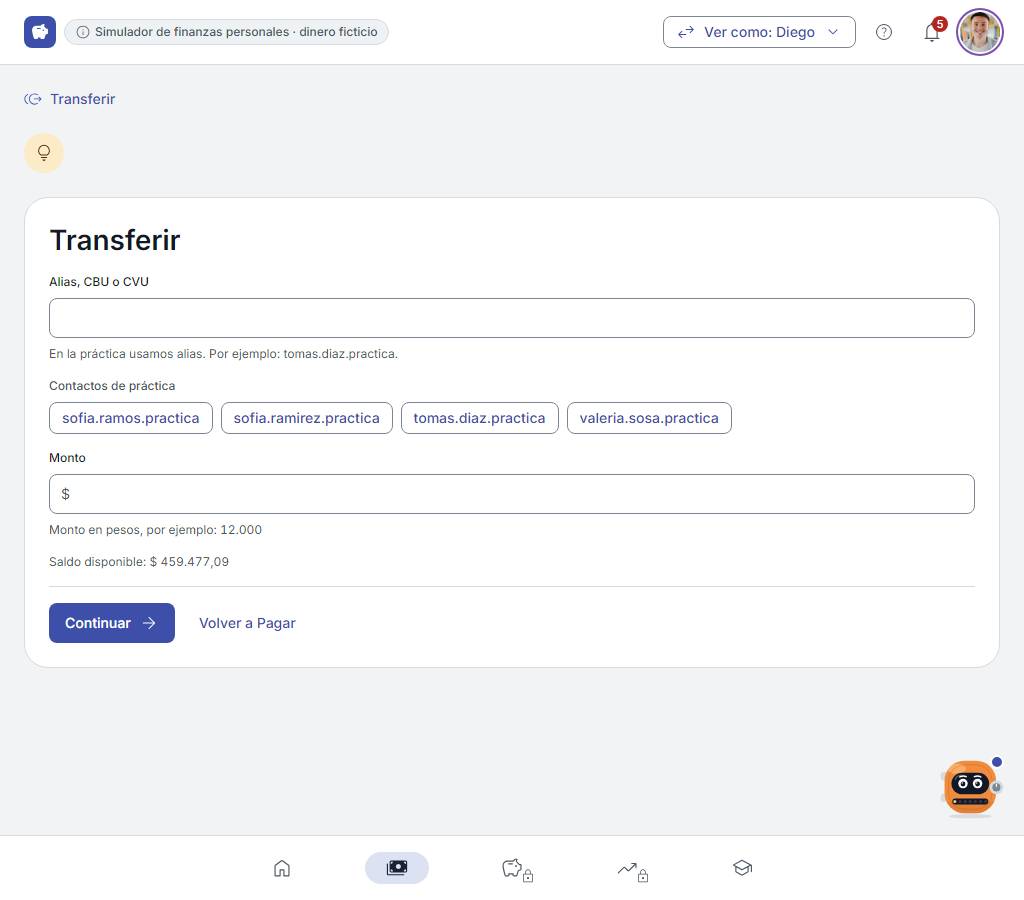 Simulador de finanzas personales · dinero ficticio
Ver como: Diego
5
Transferir
Transferir
Alias, CBU o CVU
En la práctica usamos alias. Por ejemplo: tomas.diaz.practica.
Contactos de práctica
sofia.ramos.practica sofia.ramirez.practica tomas.diaz.practica valeria.sosa.practica
Monto
$
Monto en pesos, por ejemplo: 12.000
Saldo disponible: $ 459.477,09
Continuar
Volver a Pagar